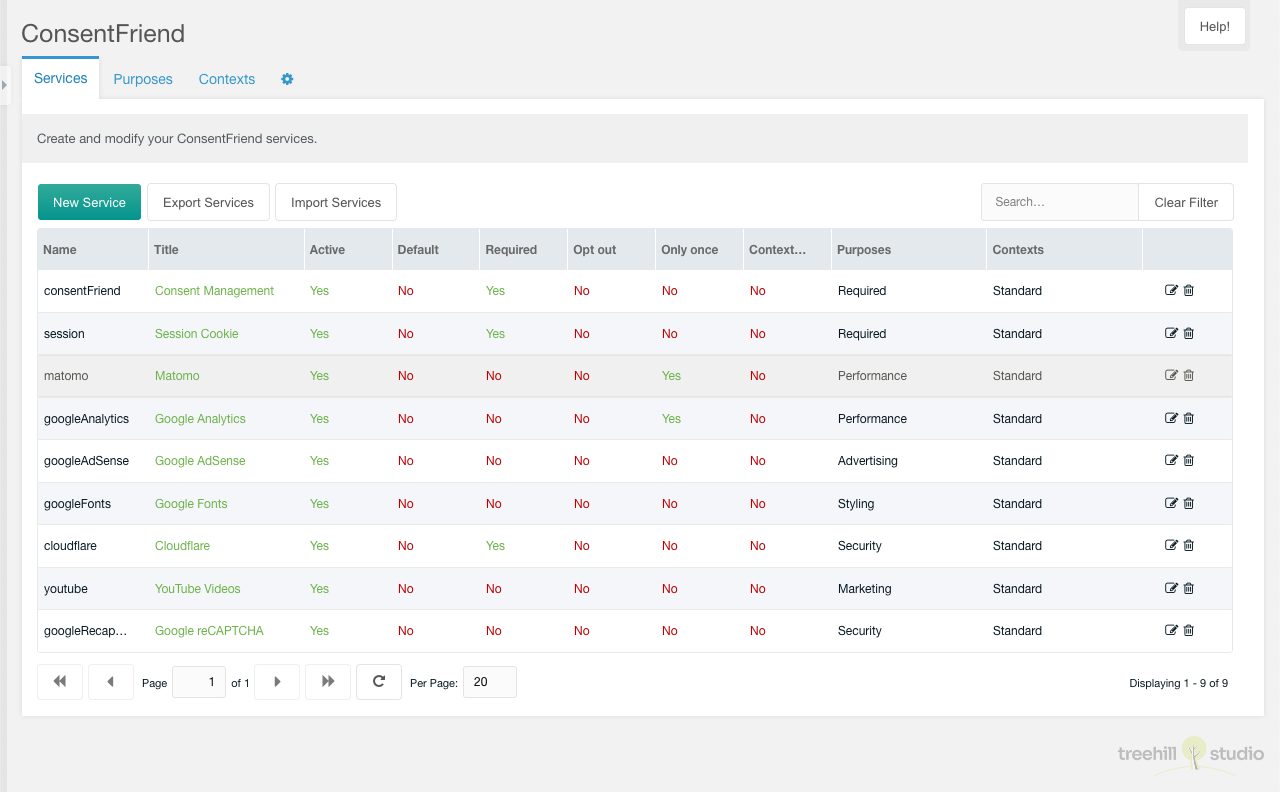 ConsentFriend
Help!
Services Purposes Contexts
Create and modify your ConsentFriend services.
New Service Export Services Import Services Search... Clear Filter
Name Title Active Default Required Opt out Only once Context... Purposes Contexts
consentFriend Consent Management Yes No Yes No No No Required Standard
session Session Cookie Yes No Yes No No No Required Standard
matomo Matomo Yes No No No Yes No Performance Standard
googleAnalytics Google Analytics Yes No No No Yes No Performance Standard
googleAdSense Google AdSense Yes No No No No No Advertising Standard
googleFonts Google Fonts Yes No No No No No Styling Standard
cloudflare Cloudflare Yes No Yes No No No Security Standard
youtube YouTube Videos Yes No No No No No Marketing Standard
googleRecap... Google reCAPTCHA Yes No No No No No Security Standard
Page 1 of 1 Per Page: 20 Displaying 1 - 9 of 9
treehill studio